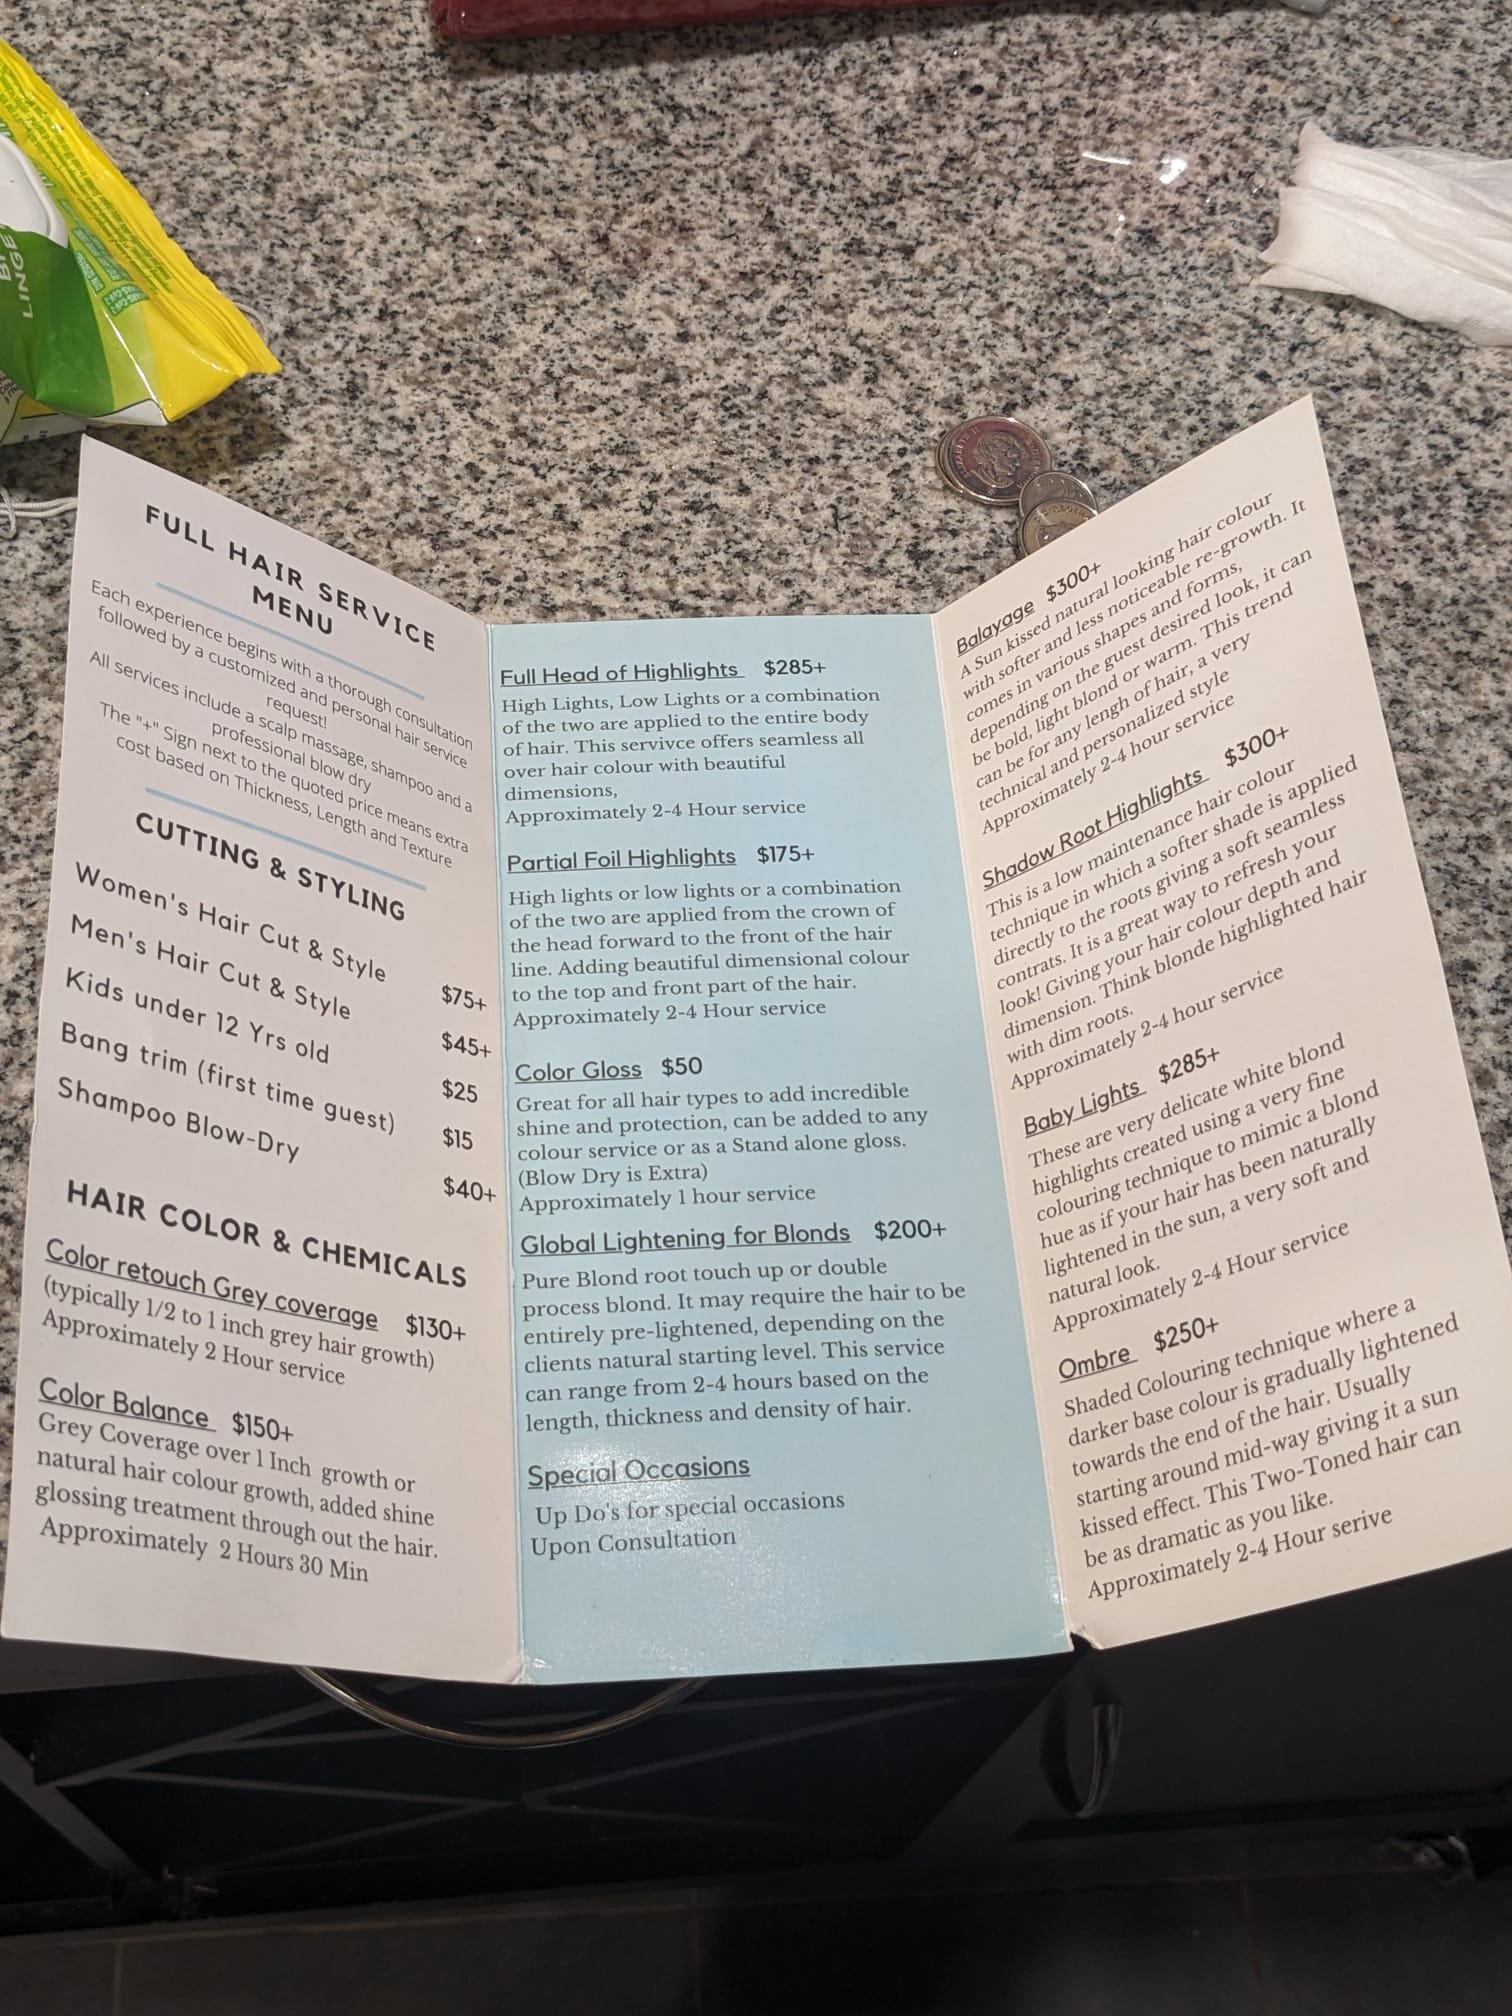 FULL HAIR SERVICE
MENU
Each experience begins with a thorough consultation
followed by a customized and personal hair service
request!
All services include a scalp massage, shampoo and a
professional blow dry
The "+" Sign next to the quoted price means extra
cost based on Thickness, Length and Texture
CUTTING & STYLING
Women's Hair Cut & Style $75+
Men's Hair Cut & Style $45+
Kids under 12 Yrs old $25
Bang trim (first time guest) $15
Shampoo Blow-Dry $40+
HAIR COLOR & CHEMICALS
Color retouch Grey coverage $130+
(typically 1/2 to 1 inch grey hair growth)
Approximately 2 Hour service
Color Balance $150+
Grey Coverage over 1 Inch growth or
natural hair colour growth, added shine
glossing treatment through out the hair.
Approximately 2 Hours 30 Min
Full Head of Highlights $285+
High Lights, Low Lights or a combination
of the two are applied to the entire body
of hair. This servivce offers seamless all
over hair colour with beautiful
dimensions,
Approximately 2-4 Hour service
Partial Foil Highlights $175+
High lights or low lights or a combination
of the two are applied from the crown of
the head forward to the front of the hair
line. Adding beautiful dimensional colour
to the top and front part of the hair.
Approximately 2-4 Hour service
Color Gloss $50
Great for all hair types to add incredible
shine and protection, can be added to any
colour service or as a Stand alone gloss.
(Blow Dry is Extra)
Approximately 1 hour service
Global Lightening for Blonds $200+
Pure Blond root touch up or double
process blond. It may require the hair to be
entirely pre-lightened, depending on the
clients natural starting level. This service
can range from 2-4 hours based on the
length, thickness and density of hair.
Special Occasions
Up Do's for special occasions
Upon Consultation
Balayage $300+
A Sun kissed natural looking hair colour
with softer and less noticeable re-growth. It
comes in various shapes and forms,
depending on the guest desired look, it can
be bold, light blond or warm. This trend
can be for any lengh of hair, a very
technical and personalized style
Approximately 2-4 hour service
Shadow Root Highlights $300+
This is a low maintenance hair colour
technique in which a softer shade is applied
directly to the roots giving a soft seamless
contrats. It is a great way to refresh your
look! Giving your hair colour depth and
dimension. Think blonde highlighted hair
with dim roots.
Approximately 2-4 hour service
Baby Lights $285+
These are very delicate white blond
highlights created using a very fine
colouring technique to mimic a blond
hue as if your hair has been naturally
lightened in the sun, a very soft and
natural look.
Approximately 2-4 Hour service
Ombre $250+
Shaded Colouring technique where a
darker base colour is gradually lightened
towards the end of the hair. Usually
starting around mid-way giving it a sun
kissed effect. This Two-Toned hair can
be as dramatic as you like.
Approximately 2-4 Hour serive
LINGE
ELIZABETH II